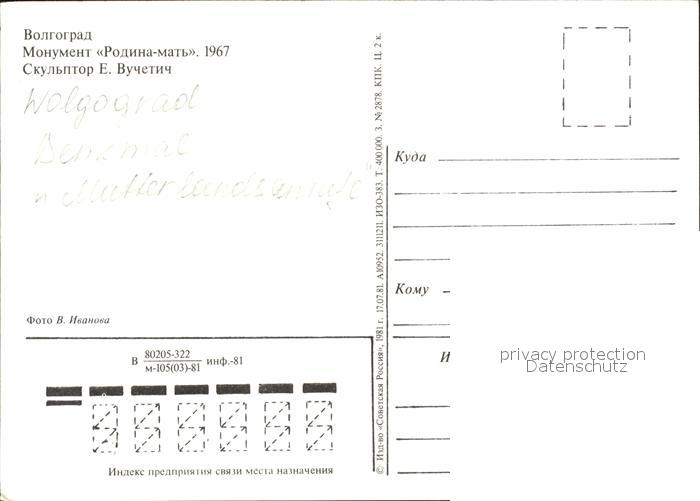 Волгоград
Монумент «Родина-мать». 1967
Скульптор Е. Вучетич
Wolgograd
Denkmal
" Mutterlandsanrufe "
Фото В. Иванова
В 80205-322 инф.-81
м-105(03)-81
Индекс предприятия связи места назначения
© Изд-во «Советская Россия», 1981 г. 17.07.81. А10952. 3111211. ИЗО-383. Т. 400 000. З. № 2878. КПК. Ц. 2 к.
Куда
Кому
И
privacy protection
Datenschutz